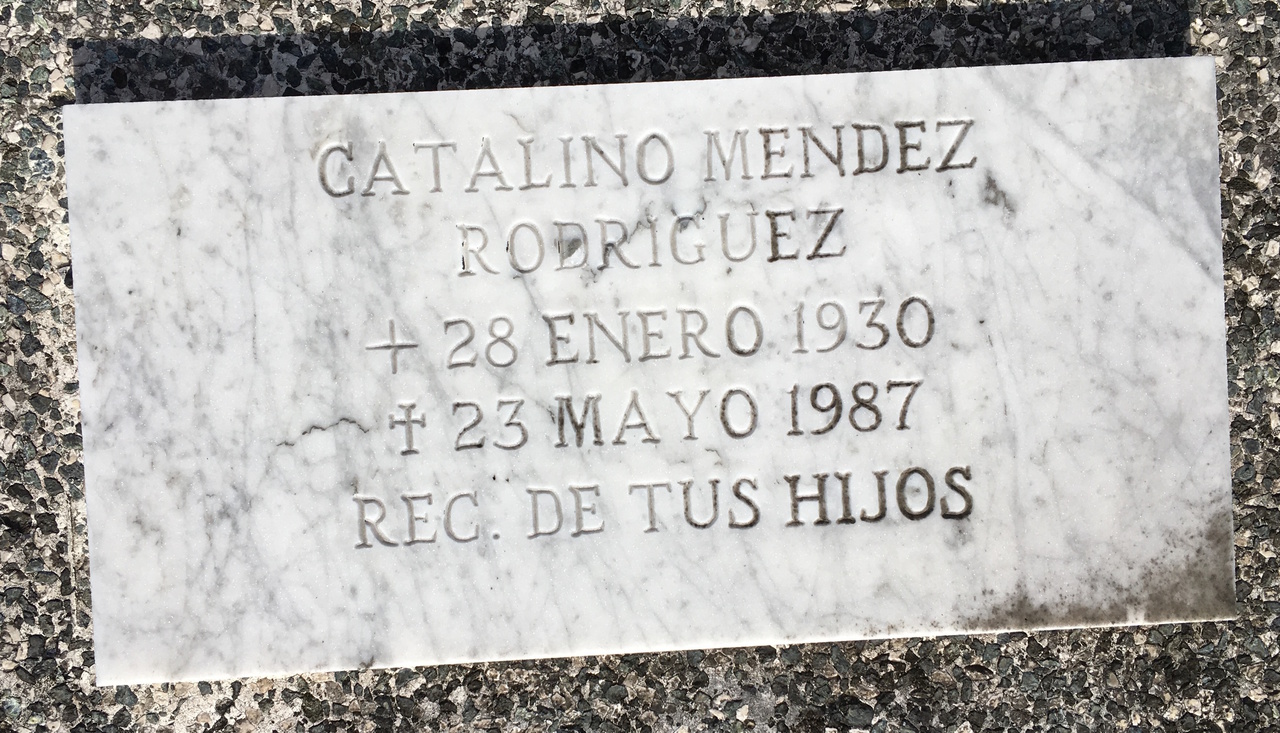 CATALINO MENDEZ
RODRIGUEZ
+ 28 ENERO 1930
✝ 23 MAYO 1987
REC. DE TUS HIJOS